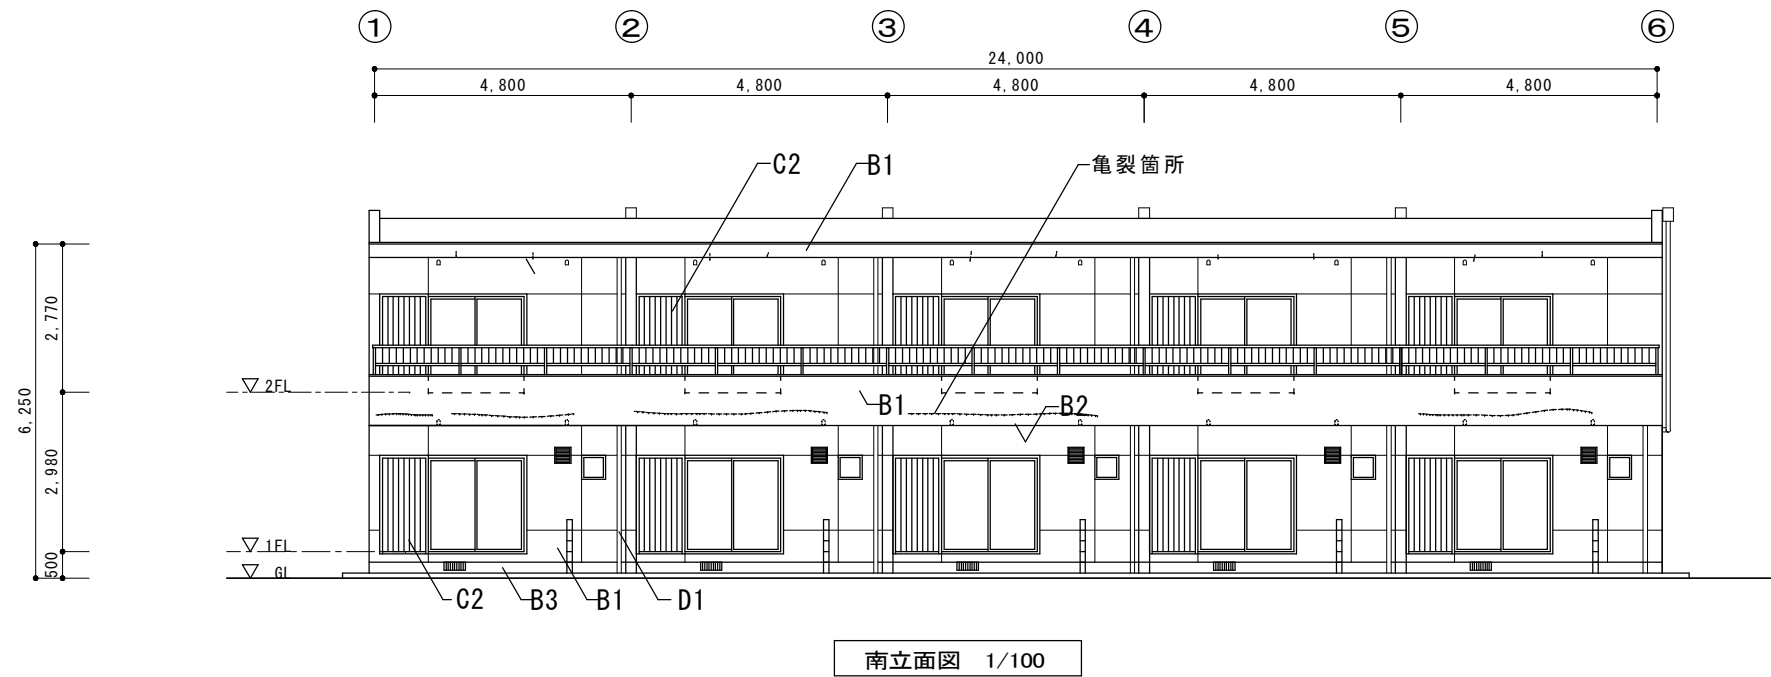 ① ② ③ ④ ⑤ ⑥
24,000
4,800 4,800 4,800 4,800 4,800
C2 B1 亀裂箇所
2,770
2FL
6,250
B1 B2
2,980
1FL
500
GL
C2 B3 B1 D1
南立面図 1/100